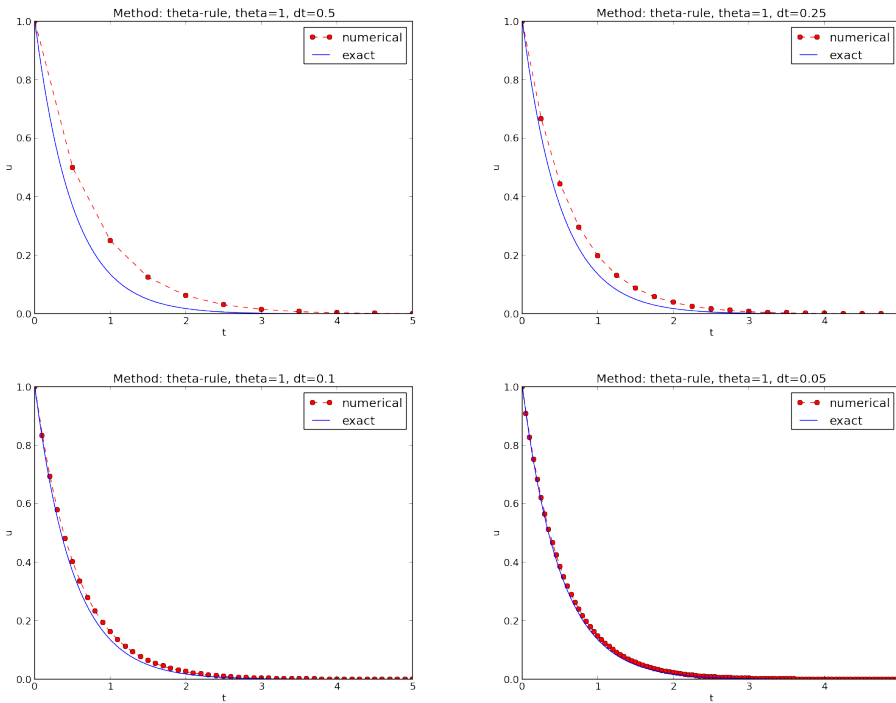 Method: theta-rule, theta=1, dt=0.5
numerical
exact
1.0
0.8
0.6
0.4
0.2
0.0
u
0 1 2 3 4 5
t
Method: theta-rule, theta=1, dt=0.25
numerical
exact
1.0
0.8
0.6
0.4
0.2
0.0
u
0 1 2 3 4
t
Method: theta-rule, theta=1, dt=0.1
numerical
exact
1.0
0.8
0.6
0.4
0.2
0.0
u
0 1 2 3 4 5
t
Method: theta-rule, theta=1, dt=0.05
numerical
exact
1.0
0.8
0.6
0.4
0.2
0.0
u
0 1 2 3 4
t